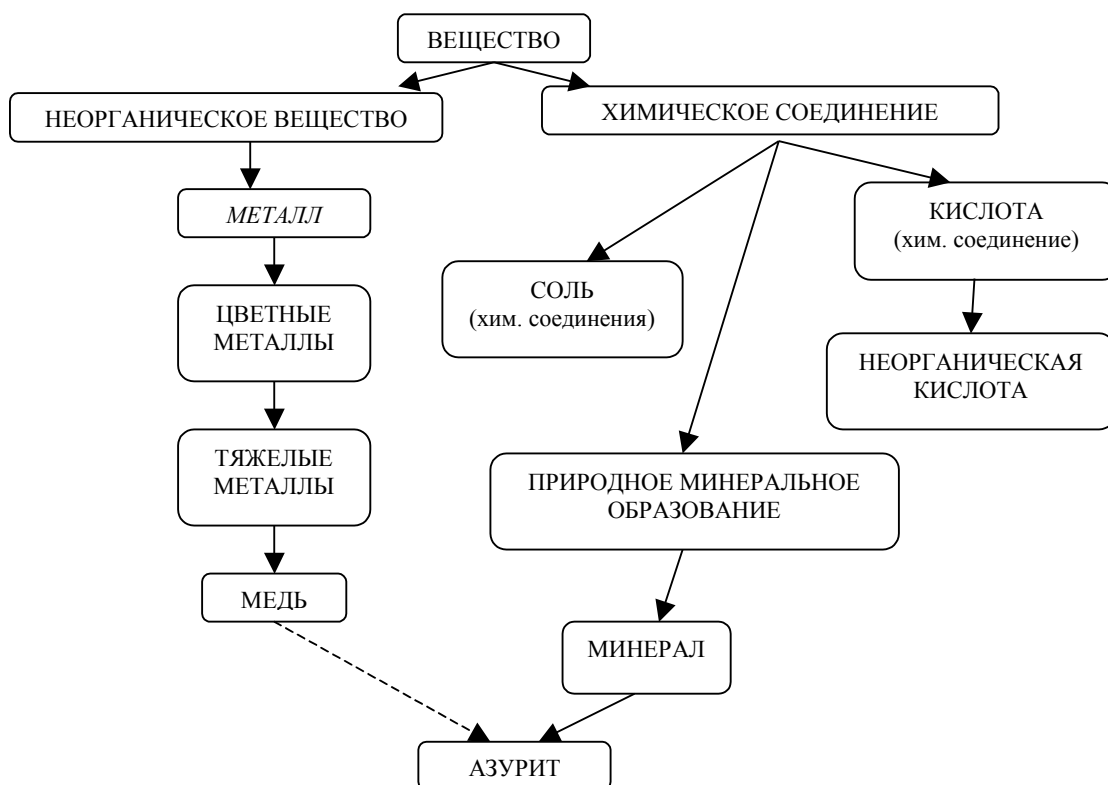 ВЕЩЕСТВО
НЕОРГАНИЧЕСКОЕ ВЕЩЕСТВО
ХИМИЧЕСКОЕ СОЕДИНЕНИЕ
МЕТАЛЛ
КИСЛОТА
(хим. соединение)
СОЛЬ
(хим. соединения)
ЦВЕТНЫЕ
МЕТАЛЛЫ
НЕОРГАНИЧЕСКАЯ
КИСЛОТА
ТЯЖЕЛЫЕ
МЕТАЛЛЫ
ПРИРОДНОЕ МИНЕРАЛЬНОЕ
ОБРАЗОВАНИЕ
МЕДЬ
МИНЕРАЛ
АЗУРИТ